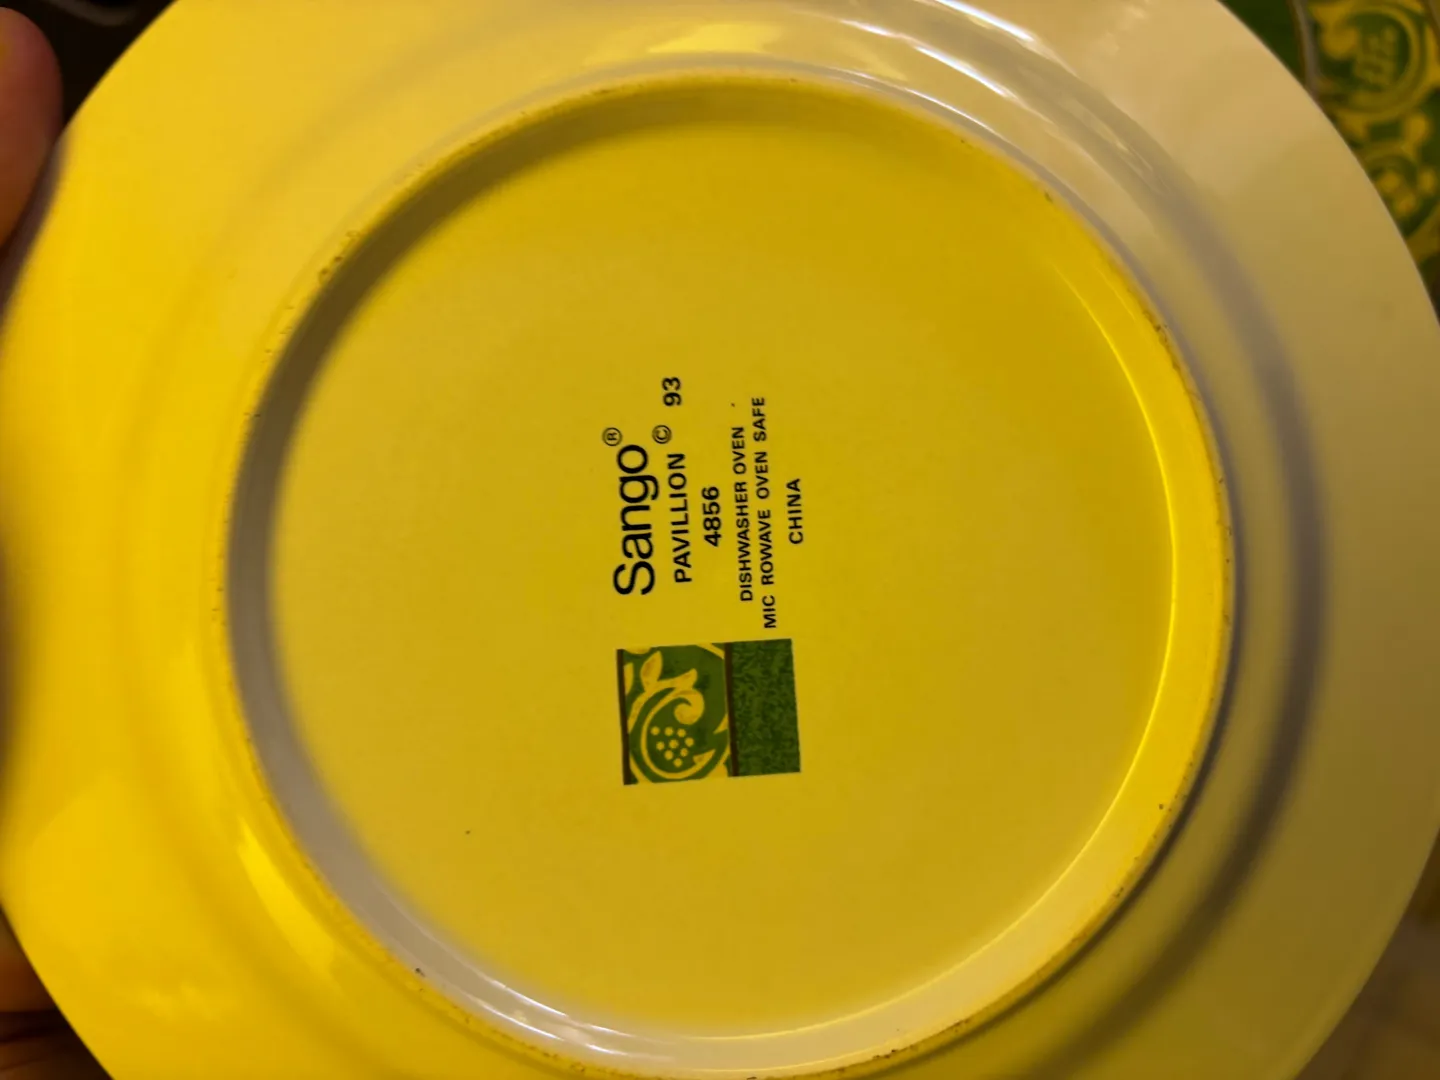 Sango®
PAVILLION © 93
4856
DISHWASHER OVEN
MIC ROWAVE OVEN SAFE
CHINA